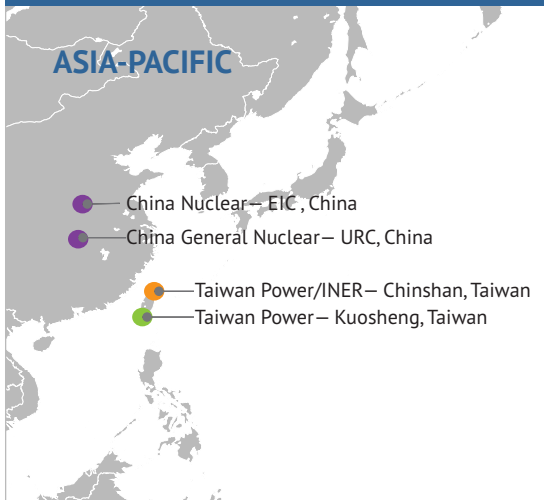 ASIA-PACIFIC
China Nuclear— EIC , China
China General Nuclear— URC, China
Taiwan Power/INER— Chinshan, Taiwan
Taiwan Power— Kuosheng, Taiwan